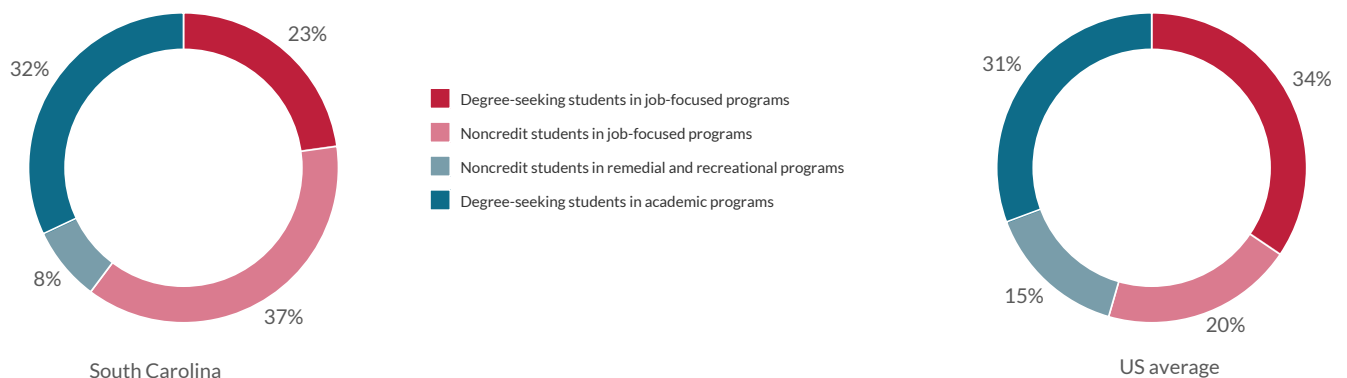 23%
32%
8%
37%
South Carolina
Degree-seeking students in job-focused programs
Noncredit students in job-focused programs
Noncredit students in remedial and recreational programs
Degree-seeking students in academic programs
31%
34%
15%
20%
US average